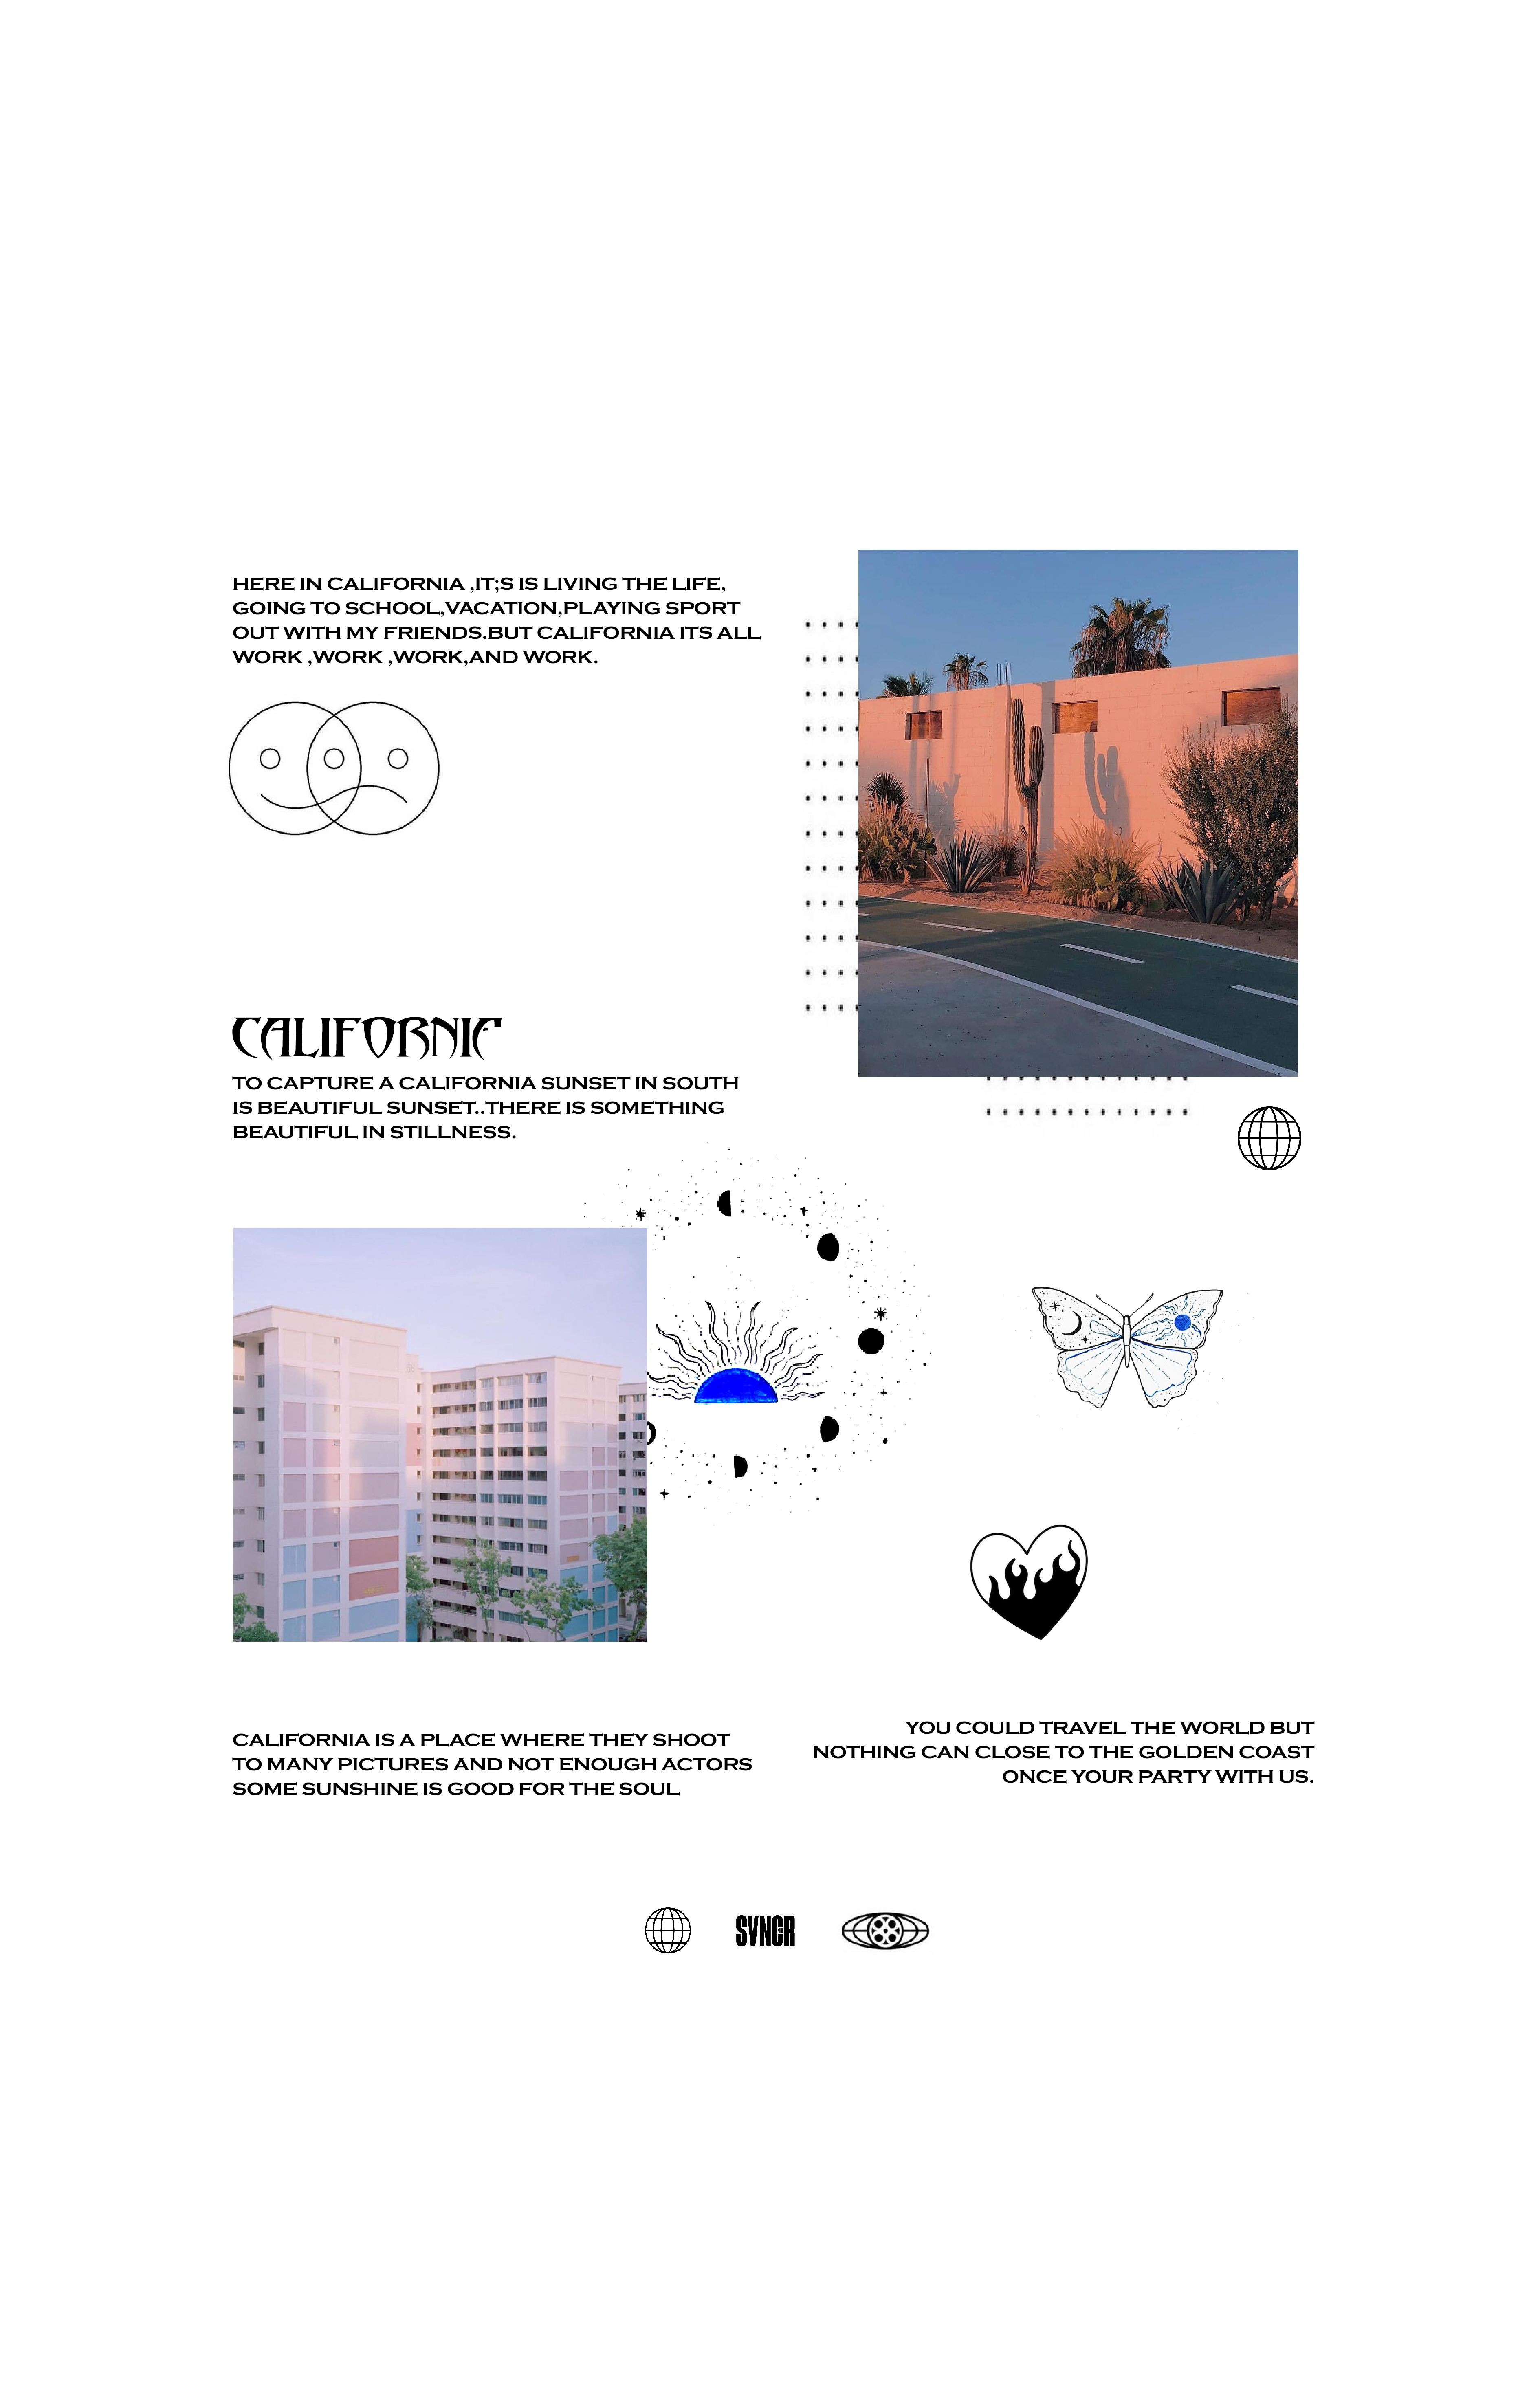 HERE IN CALIFORNIA ,IT;S IS LIVING THE LIFE,
GOING TO SCHOOL,VACATION,PLAYING SPORT
OUT WITH MY FRIENDS.BUT CALIFORNIA ITS ALL
WORK ,WORK ,WORK,AND WORK.
CALIFORNIA
TO CAPTURE A CALIFORNIA SUNSET IN SOUTH
IS BEAUTIFUL SUNSET..THERE IS SOMETHING
BEAUTIFUL IN STILLNESS.
CALIFORNIA IS A PLACE WHERE THEY SHOOT
TO MANY PICTURES AND NOT ENOUGH ACTORS
SOME SUNSHINE IS GOOD FOR THE SOUL
YOU COULD TRAVEL THE WORLD BUT
NOTHING CAN CLOSE TO THE GOLDEN COAST
ONCE YOUR PARTY WITH US.